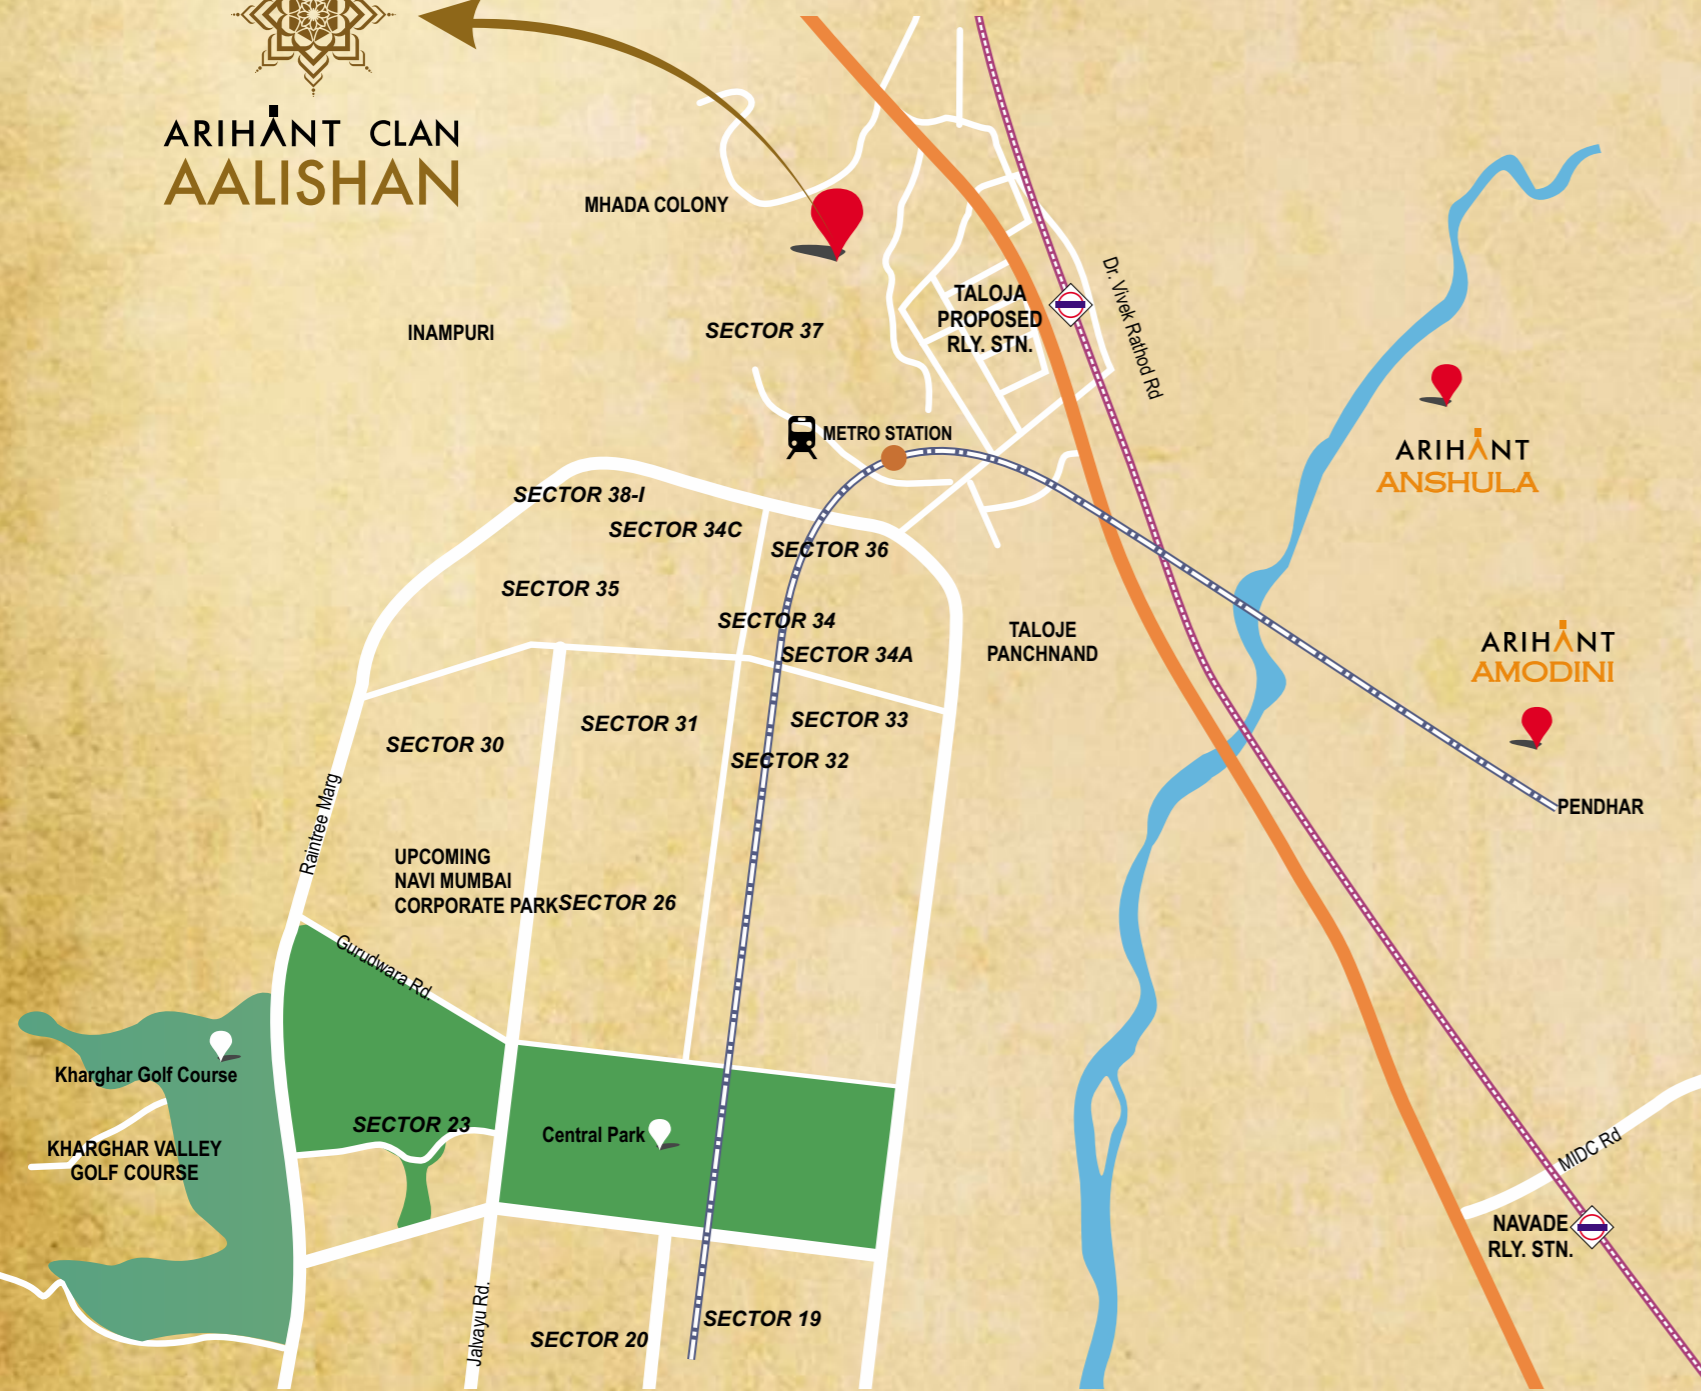 ARIHANT CLAN
AALISHAN
MHADA COLONY
INAMPURI
SECTOR 37
TALOJA
PROPOSED
RLY. STN.
Dr. Vivek Rathod Rd
METRO STATION
ARIHANT
ANSHULA
SECTOR 38-I
SECTOR 34C
SECTOR 36
SECTOR 35
SECTOR 34
SECTOR 34A
TALOJE
PANCHNAND
ARIHANT
AMODINI
SECTOR 31
SECTOR 33
SECTOR 30
SECTOR 32
PENDHAR
Raintree Marg
UPCOMING
NAVI MUMBAI
CORPORATE PARK
SECTOR 26
Gurudwara Rd.
Kharghar Golf Course
SECTOR 23
Central Park
KHARGHAR VALLEY
GOLF COURSE
MIDC Rd
NAVADE
RLY. STN.
Jalvayu Rd.
SECTOR 19
SECTOR 20